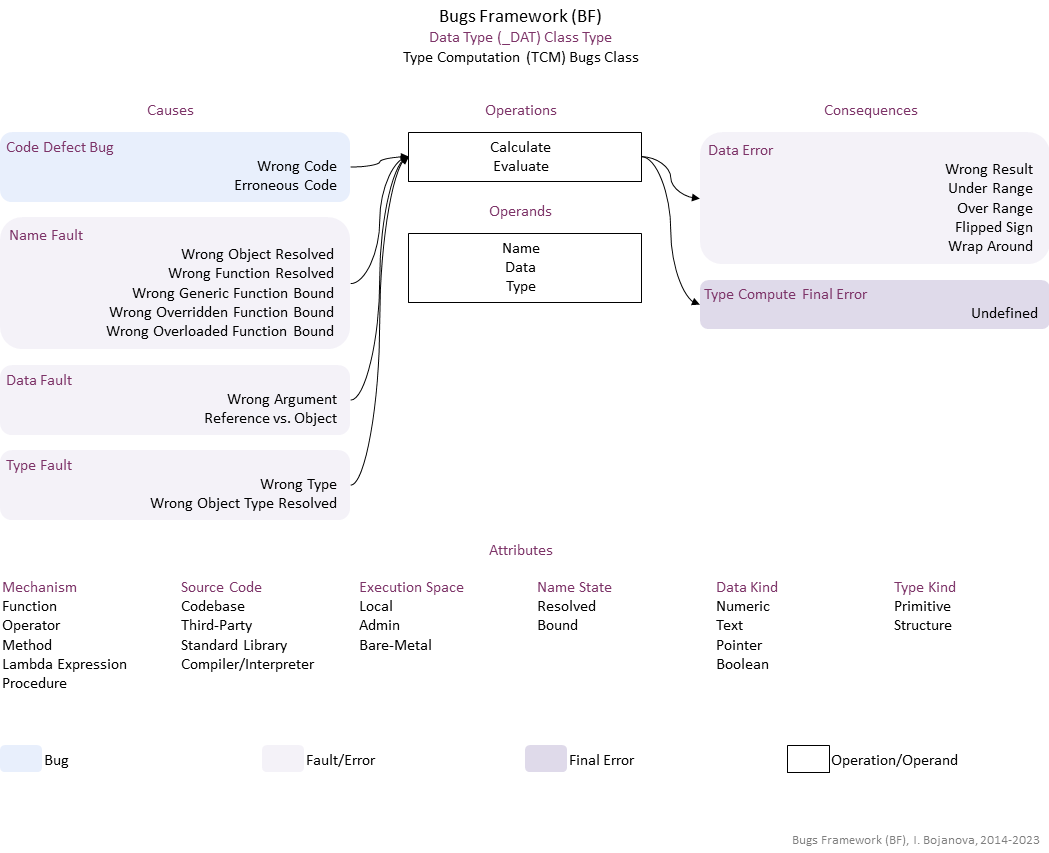 Bugs Framework (BF)
Data Type (_DAT) Class Type
Type Computation (TCM) Bugs Class
Causes
Code Defect Bug
Wrong Code
Erroneous Code
Name Fault
Wrong Object Resolved
Wrong Function Resolved
Wrong Generic Function Bound
Wrong Overridden Function Bound
Wrong Overloaded Function Bound
Data Fault
Wrong Argument
Reference vs. Object
Type Fault
Wrong Type
Wrong Object Type Resolved
Operations
Calculate
Evaluate
Operands
Name
Data
Type
Consequences
Data Error
Wrong Result
Under Range
Over Range
Flipped Sign
Wrap Around
Type Compute Final Error
Undefined
Attributes
Mechanism
Function
Operator
Method
Lambda Expression
Procedure
Source Code
Codebase
Third-Party
Standard Library
Compiler/Interpreter
Execution Space
Local
Admin
Bare-Metal
Name State
Resolved
Bound
Data Kind
Numeric
Text
Pointer
Boolean
Type Kind
Primitive
Structure
Bug
Fault/Error
Final Error
Operation/Operand
Bugs Framework (BF), I. Bojanova, 2014-2023